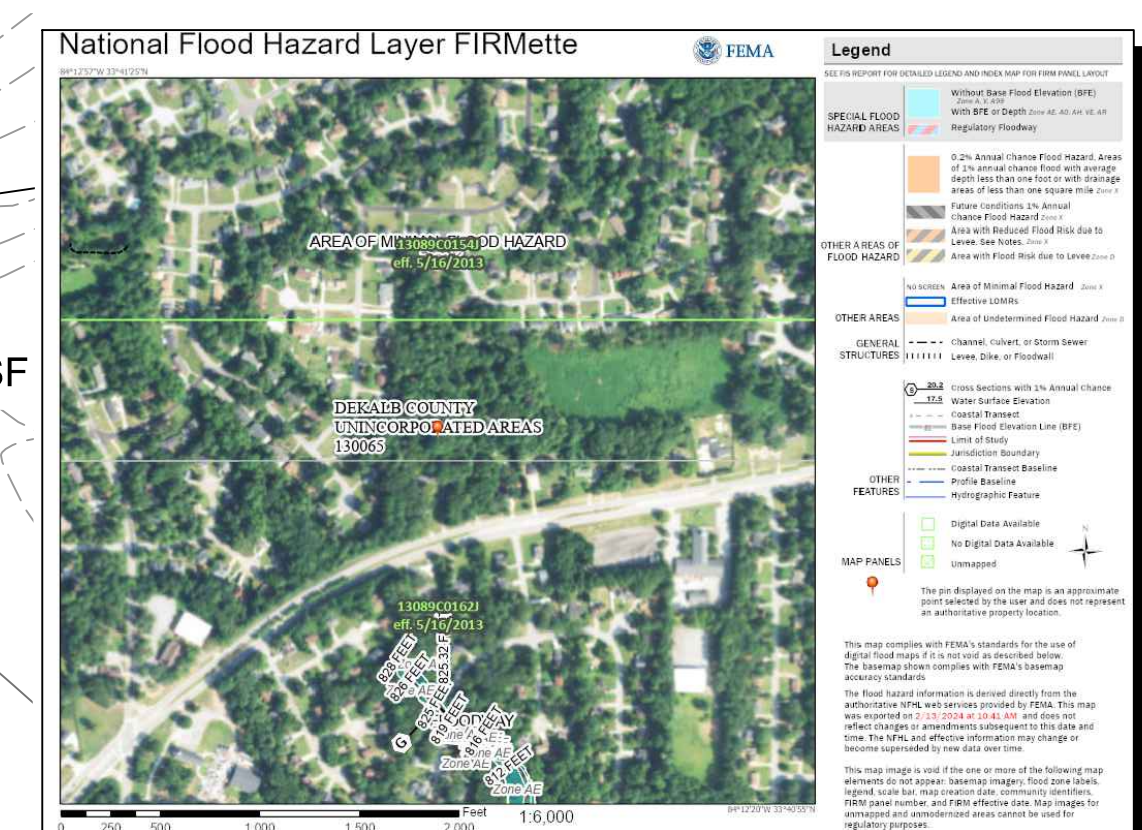 National Flood Hazard Layer FIRMette
FEMA
84°12'57"W 33°41'25"N
AREA OF MINIMAL FLOOD HAZARD
13089C0154J
eff. 5/16/2013
DEKALB COUNTY
UNINCORPORATED AREAS
130065
13089C0162J
eff. 5/16/2013
828 FEET
826 FEET
825.32 F
825 FEE
819 FEET
816 FEET
812 FEET
Zone AE
Zone AE
Zone AE
G
SF
0 250 500 1,000 1,500 2,000
Feet
1:6,000
84°12'20"W 33°40'55"N
Legend
SEE FIS REPORT FOR DETAILED LEGEND AND INDEX MAP FOR FIRM PANEL LAYOUT
SPECIAL FLOOD
HAZARD AREAS
Without Base Flood Elevation (BFE)
Zone A, V, A99
With BFE or Depth Zone AE, AO, AH, VE, AR
Regulatory Floodway
OTHER AREAS OF
FLOOD HAZARD
0.2% Annual Chance Flood Hazard, Areas
of 1% annual chance flood with average
depth less than one foot or with drainage
areas of less than one square mile Zone X
Future Conditions 1% Annual
Chance Flood Hazard Zone X
Area with Reduced Flood Risk due to
Levee. See Notes. Zone X
Area with Flood Risk due to Levee Zone D
OTHER AREAS
NO SCREEN Area of Minimal Flood Hazard Zone X
Effective LOMRs
Area of Undetermined Flood Hazard Zone D
GENERAL
STRUCTURES
Channel, Culvert, or Storm Sewer
Levee, Dike, or Floodwall
OTHER
FEATURES
B 20.2 Cross Sections with 1% Annual Chance
17.5 Water Surface Elevation
Coastal Transect
Base Flood Elevation Line (BFE)
Limit of Study
Jurisdiction Boundary
Coastal Transect Baseline
Profile Baseline
Hydrographic Feature
MAP PANELS
Digital Data Available
No Digital Data Available
Unmapped
N
The pin displayed on the map is an approximate
point selected by the user and does not represent
an authoritative property location.
This map complies with FEMA's standards for the use of
digital flood maps if it is not void as described below.
The basemap shown complies with FEMA's basemap
accuracy standards
The flood hazard information is derived directly from the
authoritative NFHL web services provided by FEMA. This map
was exported on 2/13/2024 at 10:41 AM and does not
reflect changes or amendments subsequent to this date and
time. The NFHL and effective information may change or
become superseded by new data over time.
This map image is void if the one or more of the following map
elements do not appear: basemap imagery, flood zone labels,
legend, scale bar, map creation date, community identifiers,
FIRM panel number, and FIRM effective date. Map images for
unmapped and unmodernized areas cannot be used for
regulatory purposes.